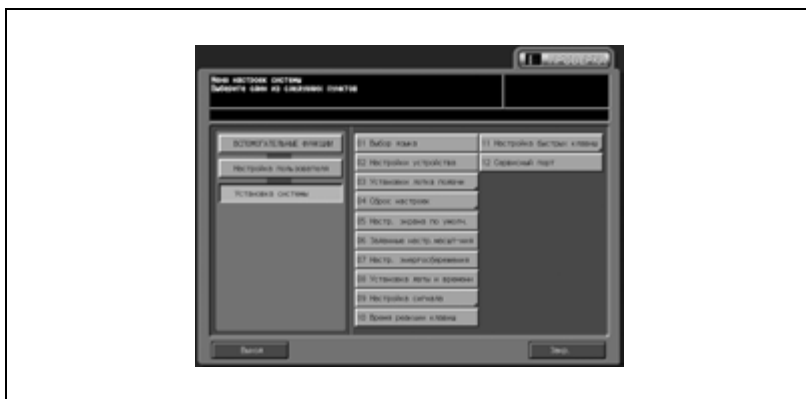 ПРОВЕРКА
Меню настроек системы
Выберите один из следующих пунктов
ВСПОМОГАТЕЛЬНЫЕ ФУНКЦИИ
Настройка пользователя
Установка системы
01 Выбор языка
02 Настройки устройства
03 Установки лотка подачи
04 Сброс настроек
05 Настр. экрана по умолч.
06 Заданные настр.масшт-ния
07 Настр. энергосбережения
08 Установка даты и времени
09 Настройка сигнала
10 Время реакции клавиш
11 Настройка быстрых клавиш
12 Сервисный порт
Выход
Закр.